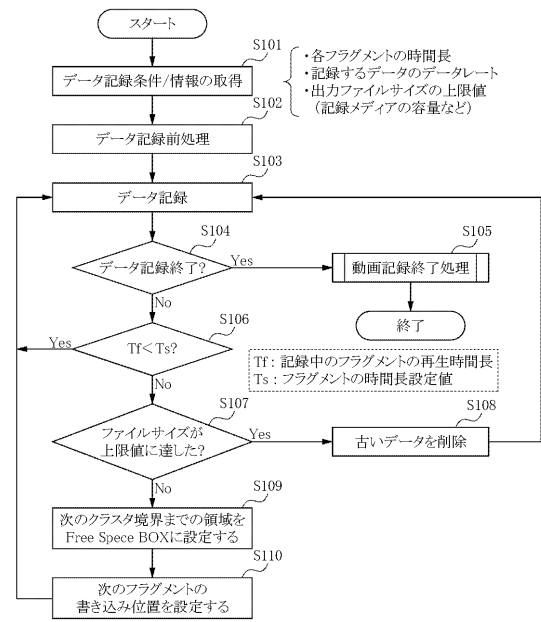 スタート
S101
データ記録条件/情報の取得
・各フラグメントの時間長
・記録するデータのデータレート
・出力ファイルサイズの上限値
(記録メディアの容量など)
S102
データ記録前処理
S103
データ記録
S104
データ記録終了?
Yes
S105
動画記録終了処理
No
終了
S106
Tf<Ts?
Yes
Tf : 記録中のフラグメントの再生時間長
Ts : フラグメントの時間長設定値
No
S107
ファイルサイズが
上限値に達した?
Yes
S108
古いデータを削除
No
S109
次のクラスタ境界までの領域を
Free Spece BOXに設定する
S110
次のフラグメントの
書き込み位置を設定する